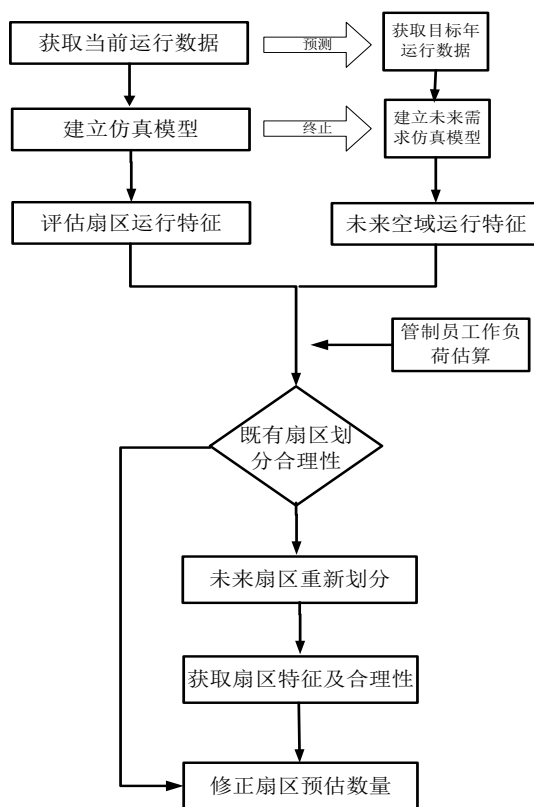 获取当前运行数据
预测
获取目标年
运行数据
建立仿真模型
终止
建立未来需
求仿真模型
评估扇区运行特征
未来空域运行特征
管制员工作负
荷估算
既有扇区划
分合理性
未来扇区重新划分
获取扇区特征及合理性
修正扇区预估数量